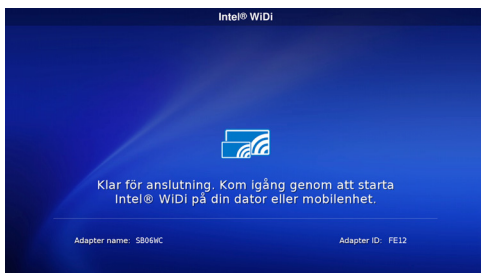 Intel® WiDi
Klar för anslutning. Kom igång genom att starta
Intel® WiDi på din dator eller mobilenhet.
Adapter name: SB06WC
Adapter ID: FE12